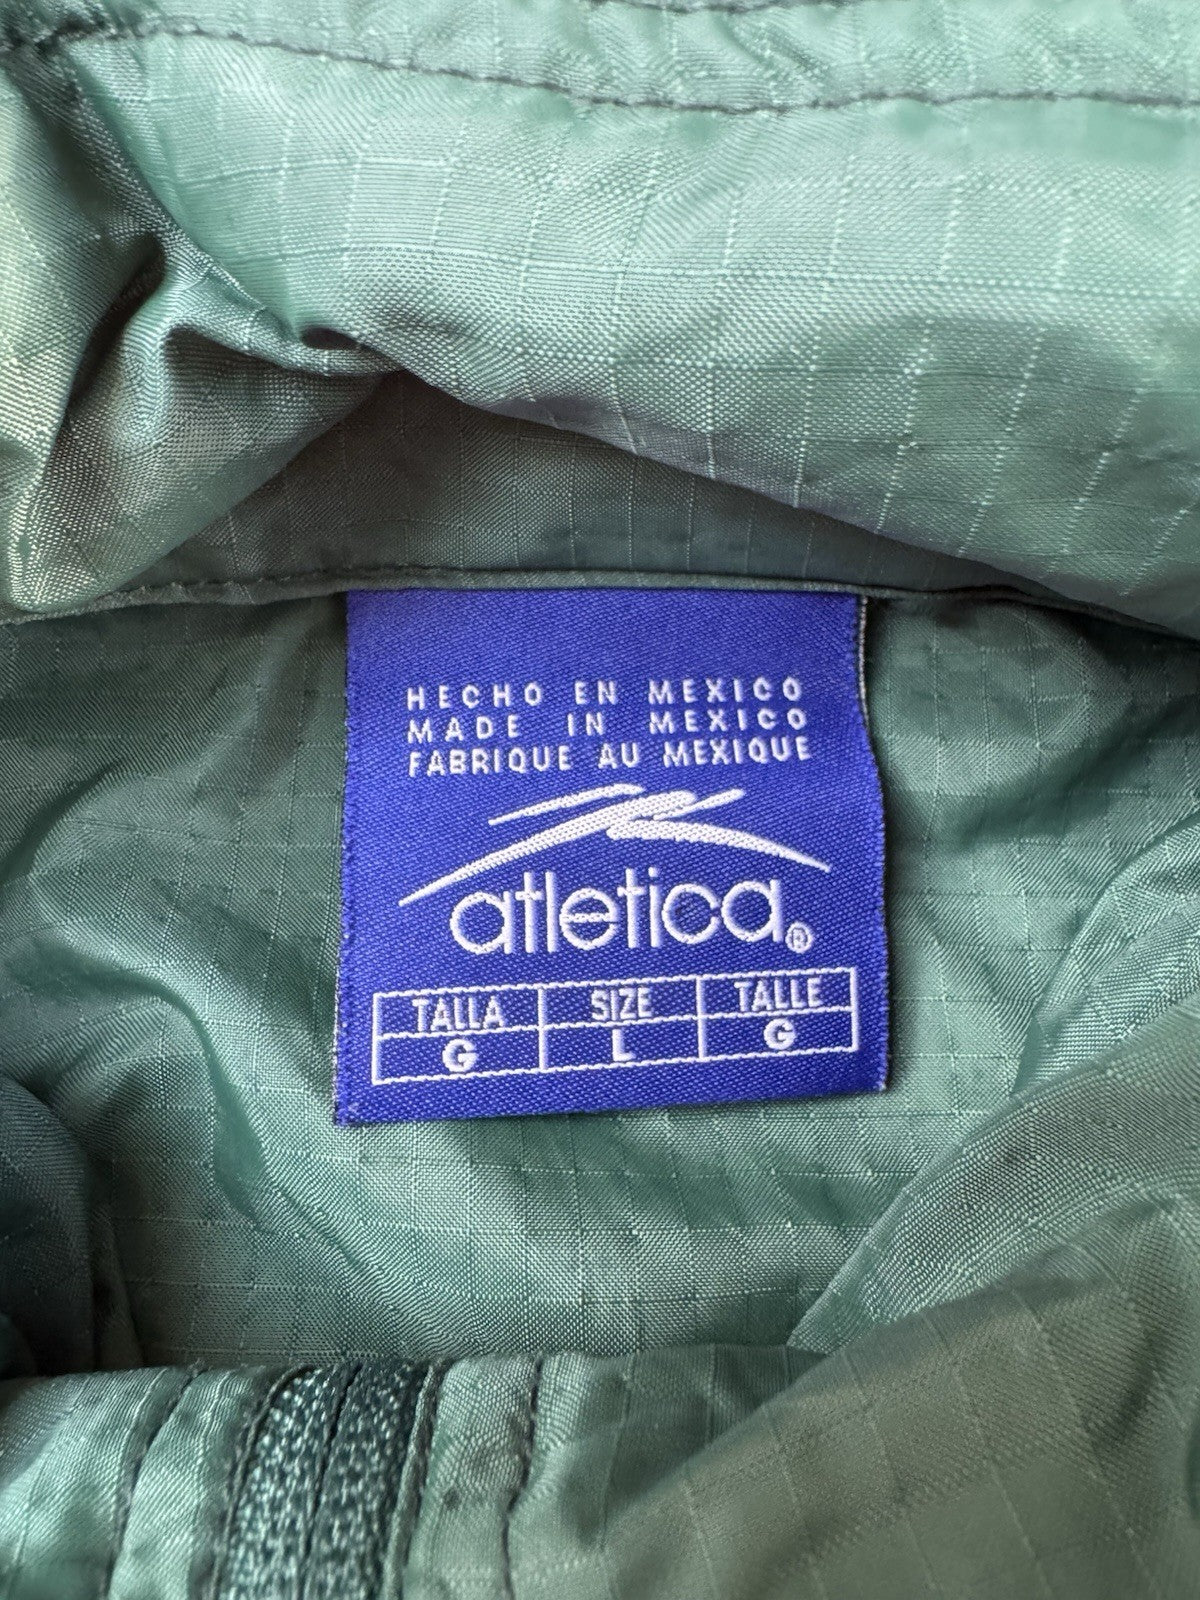 HECHO EN MEXICO
MADE IN MEXICO
FABRIQUE AU MEXIQUE
atletica®
TALLA SIZE TALLE
G L G